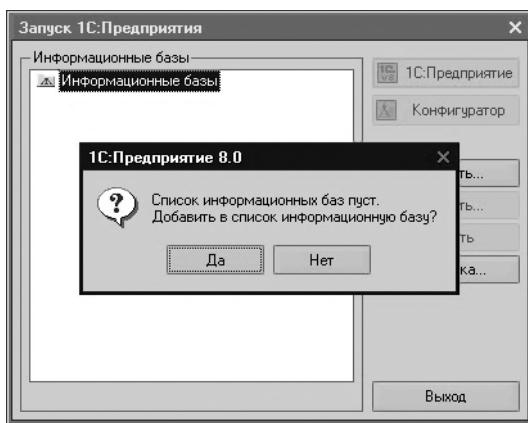 Запуск 1С:Предприятия
Информационные базы
Информационные базы
1С:Предприятие
Конфигуратор
1С:Предприятие 8.0
Список информационных баз пуст.
Добавить в список информационную базу?
Да Нет
Выход